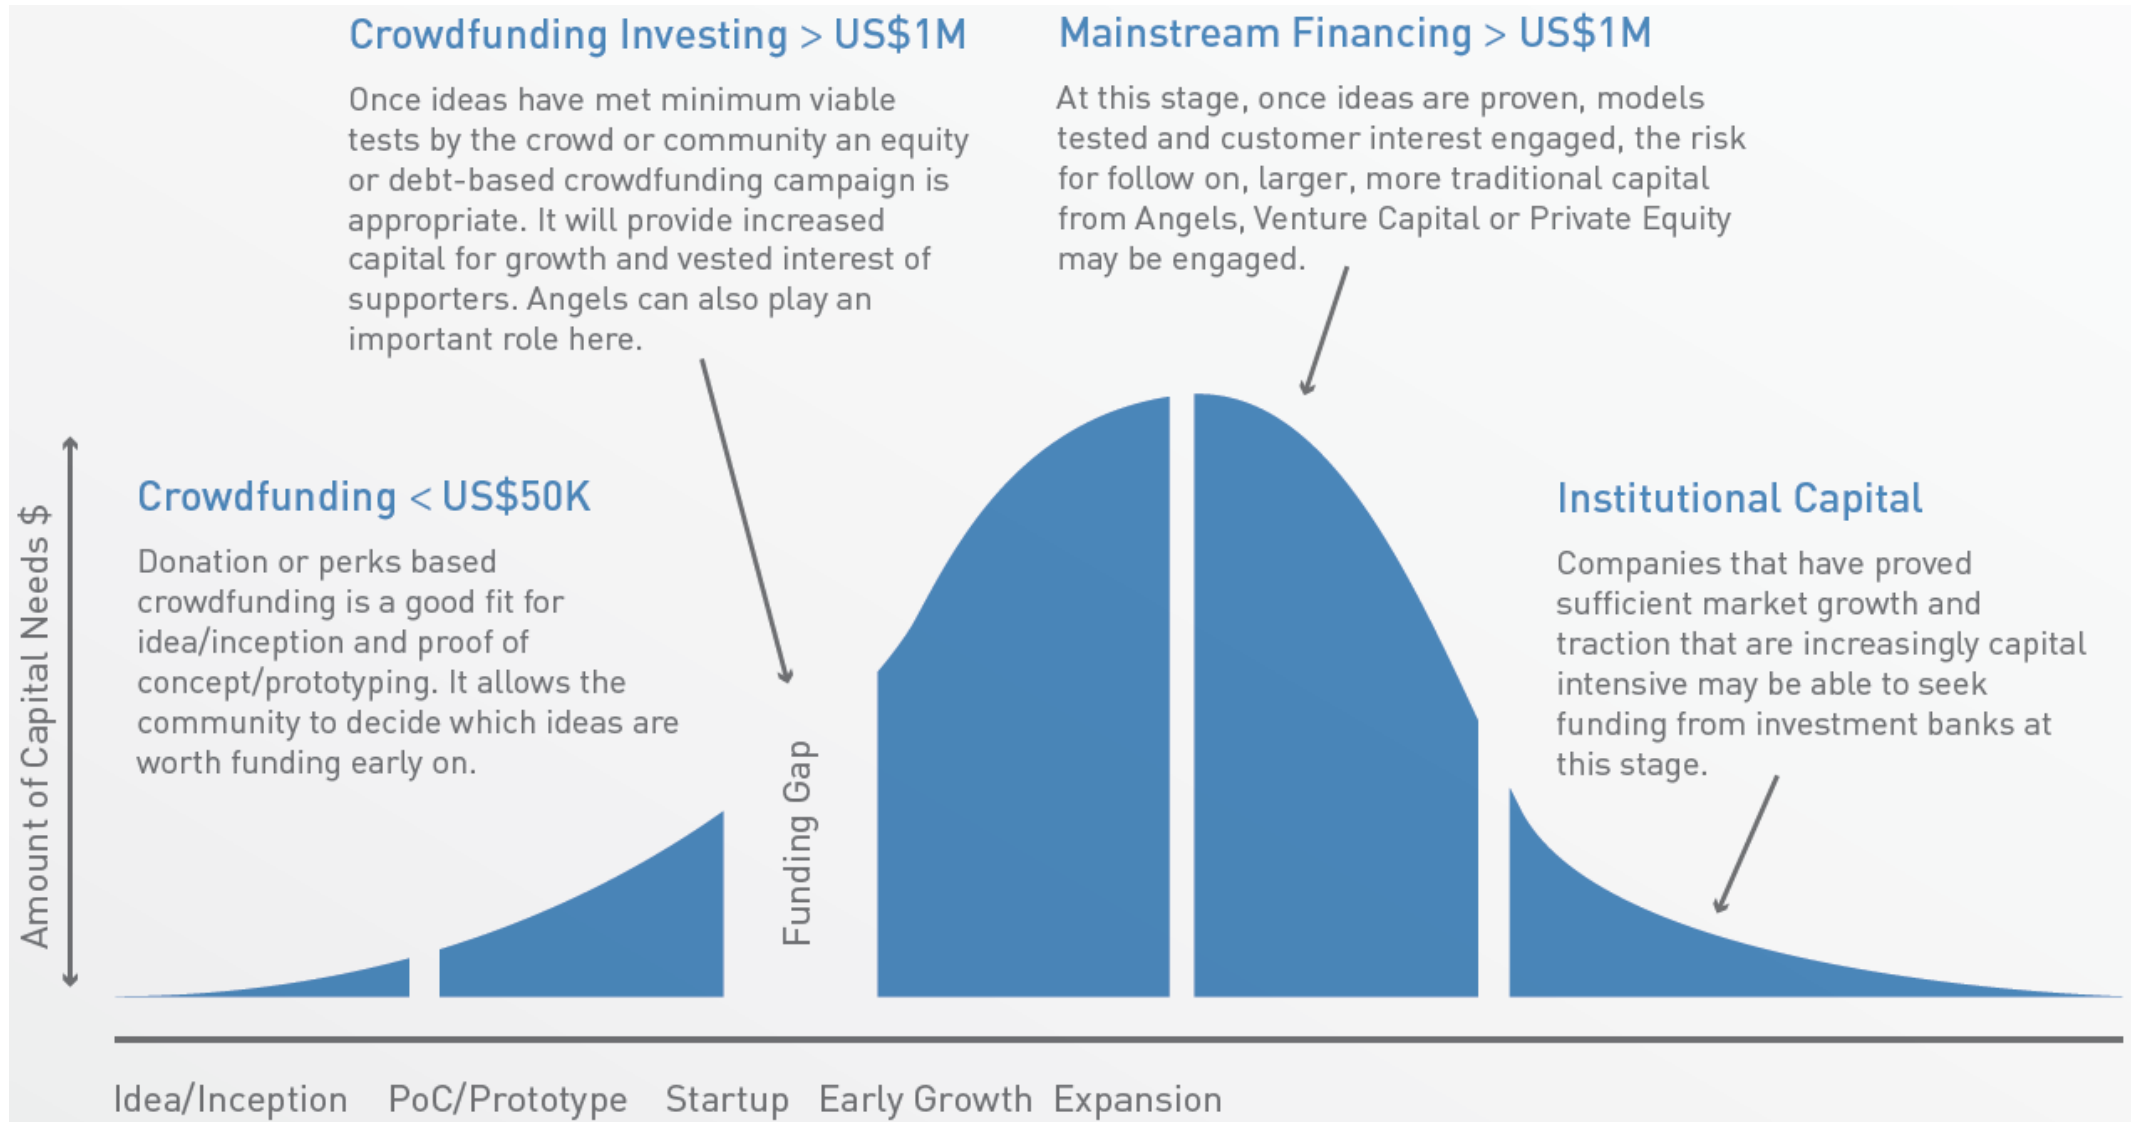 Crowdfunding Investing > US$1M
Once ideas have met minimum viable
tests by the crowd or community an equity
or debt-based crowdfunding campaign is
appropriate. It will provide increased
capital for growth and vested interest of
supporters. Angels can also play an
important role here.
Mainstream Financing > US$1M
At this stage, once ideas are proven, models
tested and customer interest engaged, the risk
for follow on, larger, more traditional capital
from Angels, Venture Capital or Private Equity
may be engaged.
Crowdfunding < US$50K
Donation or perks based
crowdfunding is a good fit for
idea/inception and proof of
concept/prototyping. It allows the
community to decide which ideas are
worth funding early on.
Institutional Capital
Companies that have proved
sufficient market growth and
traction that are increasingly capital
intensive may be able to seek
funding from investment banks at
this stage.
Amount of Capital Needs $
Funding Gap
Idea/Inception PoC/Prototype Startup Early Growth Expansion